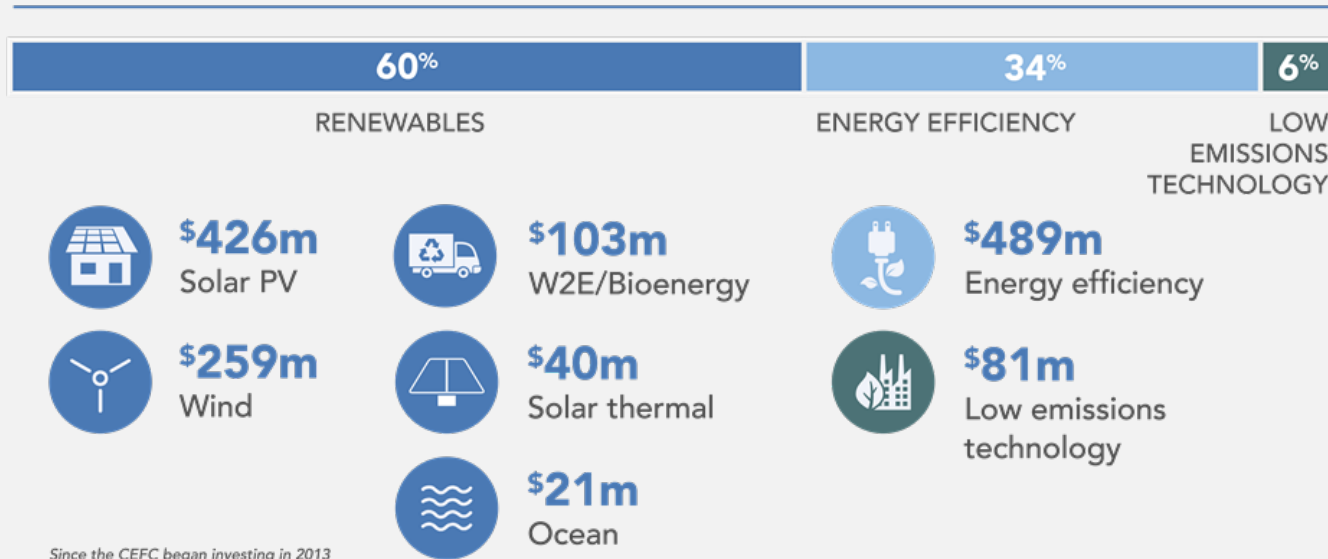 60%
34%
6%
RENEWABLES
ENERGY EFFICIENCY
LOW
EMISSIONS
TECHNOLOGY
$426m
Solar PV
$259m
Wind
$103m
W2E/Bioenergy
$40m
Solar thermal
$21m
Ocean
$489m
Energy efficiency
$81m
Low emissions
technology
Since the CEFC began investing in 2013